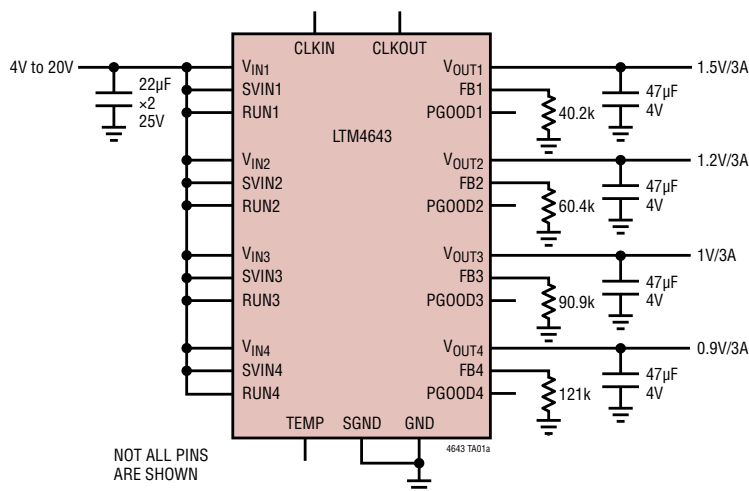 CLKIN CLKOUT
4V to 20V
22µF
×2
25V
VIN1
SVIN1
RUN1
VIN2
SVIN2
RUN2
VIN3
SVIN3
RUN3
VIN4
SVIN4
RUN4
LTM4643
VOUT1
FB1
PGOOD1
VOUT2
FB2
PGOOD2
VOUT3
FB3
PGOOD3
VOUT4
FB4
PGOOD4
40.2k
60.4k
90.9k
121k
1.5V/3A
47µF
4V
1.2V/3A
47µF
4V
1V/3A
47µF
4V
0.9V/3A
47µF
4V
TEMP SGND GND
4643 TA01a
NOT ALL PINS
ARE SHOWN